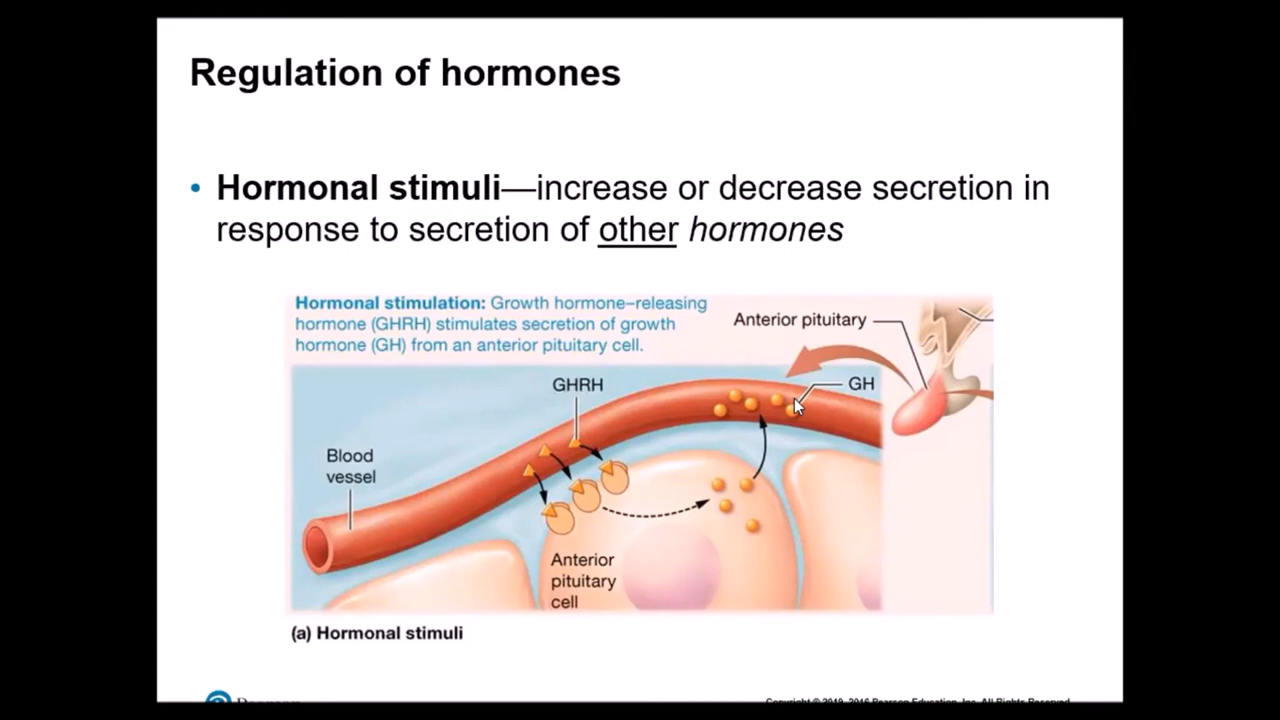 Regulation of hormones
• Hormonal stimuli—increase or decrease secretion in
response to secretion of other hormones
Hormonal stimulation: Growth hormone–releasing
hormone (GHRH) stimulates secretion of growth
hormone (GH) from an anterior pituitary cell.
Anterior pituitary
GHRH
GH
Blood
vessel
Anterior
pituitary
cell
(a) Hormonal stimuli
Pearson
Copyright © 2019, 2016 Pearson Education, Inc. All Rights Reserved